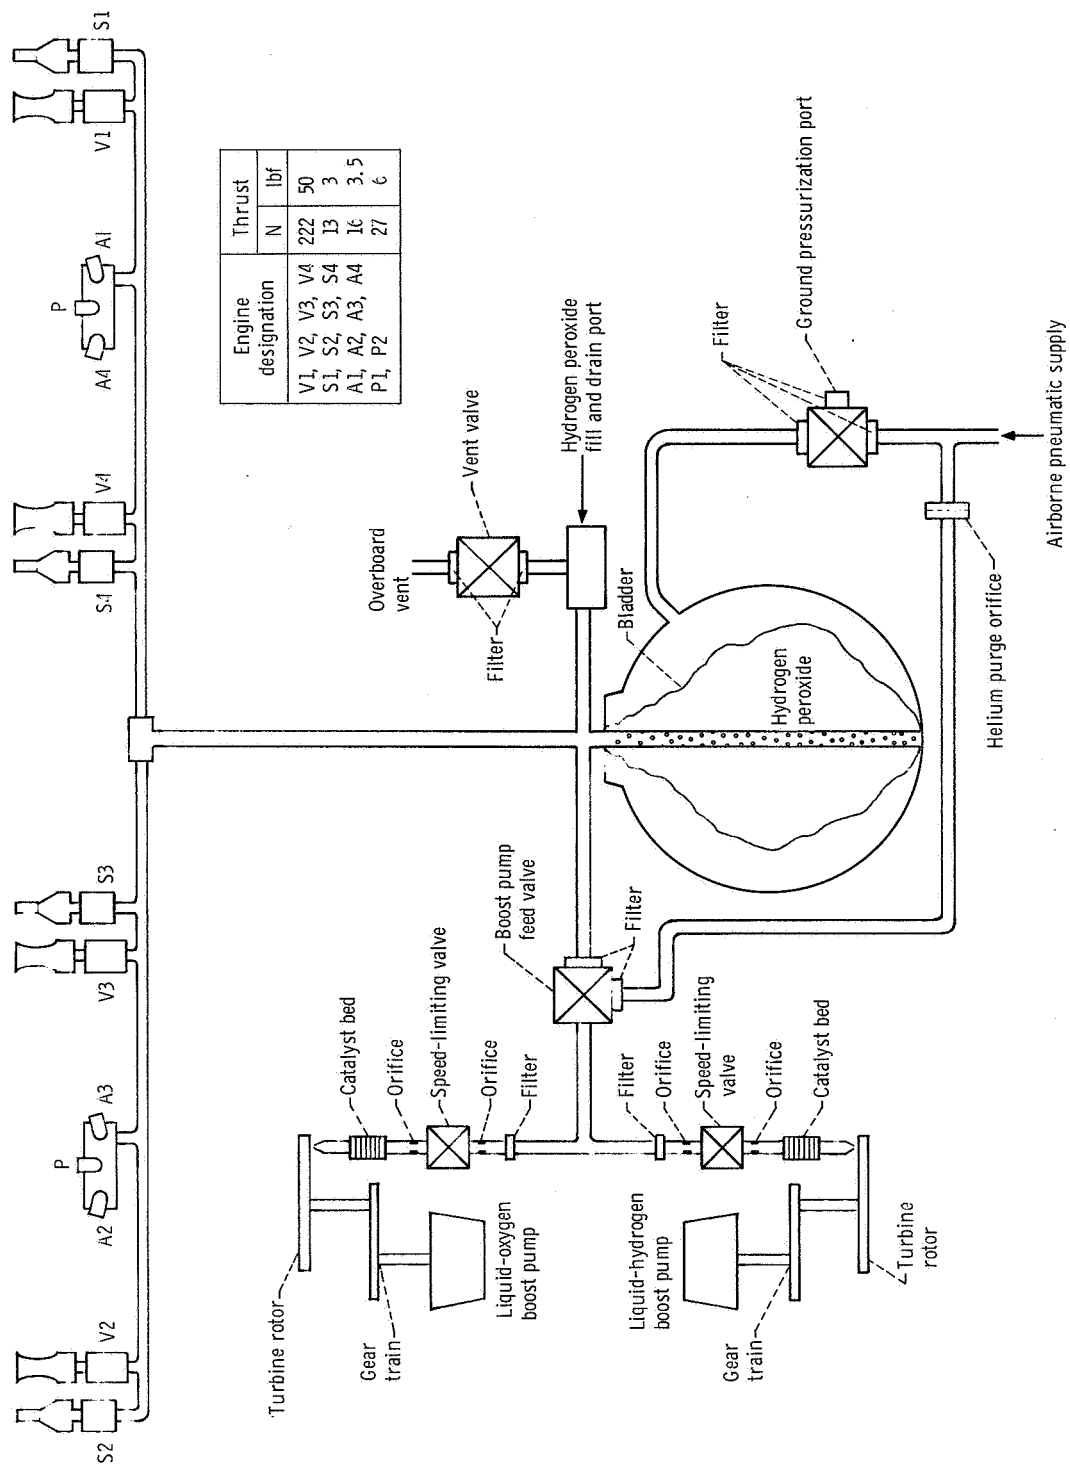 S2
V2
A2
P
A3
V3
S3
S4
V4
A4
P
A1
V1
S1
Engine
designation
Thrust
N
lbf
V1, V2, V3, V4
222
50
S1, S2, S3, S4
13
3
A1, A2, A3, A4
16
3.5
P1, P2
27
6
Turbine rotor
Catalyst bed
Orifice
Speed-limiting valve
Orifice
Filter
Gear
train
Liquid-oxygen
boost pump
Boost pump
feed valve
Filter
Overboard
vent
Vent valve
Filter
Hydrogen peroxide
fill and drain port
Bladder
Hydrogen
peroxide
Filter
Ground pressurization port
Liquid-hydrogen
boost pump
Filter
Orifice
Speed-limiting
valve
Orifice
Catalyst bed
Gear
train
Turbine
rotor
Helium purge orifice
Airborne pneumatic supply